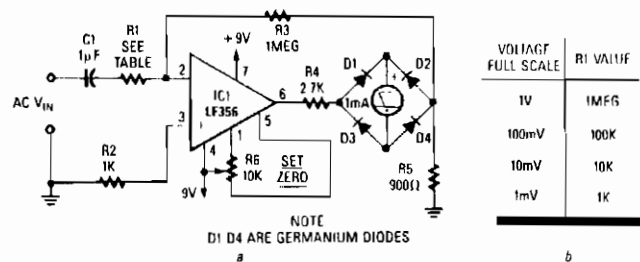 C1
1µF
R1
SEE
TABLE
R3
1MEG
+9V
7
2
3
IC1
LF356
6
5
4
1
R4
2.7K
D1
D2
1mA
+
D3
D4
AC VIN
R2
1K
9V
R6
10K
SET
ZERO
R5
900Ω
NOTE
D1 D4 ARE GERMANIUM DIODES
a
VOLTAGE FULL SCALE
R1 VALUE
1V 1MEG
100mV 100K
10mV 10K
1mV 1K
b